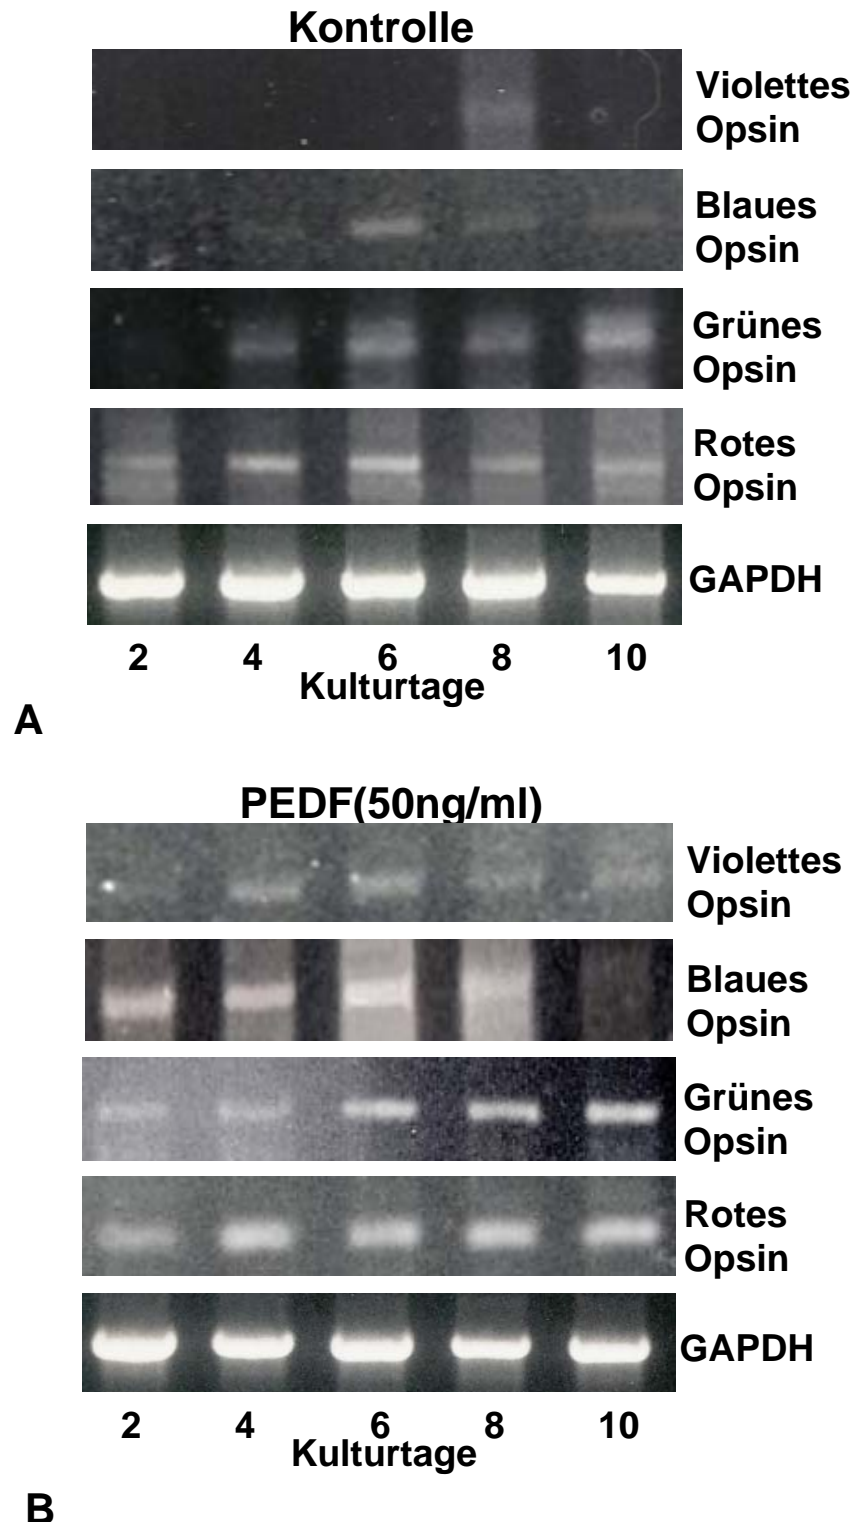 Kontrolle
Violettes
Opsin
Blaues
Opsin
Grünes
Opsin
Rotes
Opsin
GAPDH
2 4 6 8 10
Kulturtage
A
PEDF(50ng/ml)
Violettes
Opsin
Blaues
Opsin
Grünes
Opsin
Rotes
Opsin
GAPDH
2 4 6 8 10
Kulturtage
B